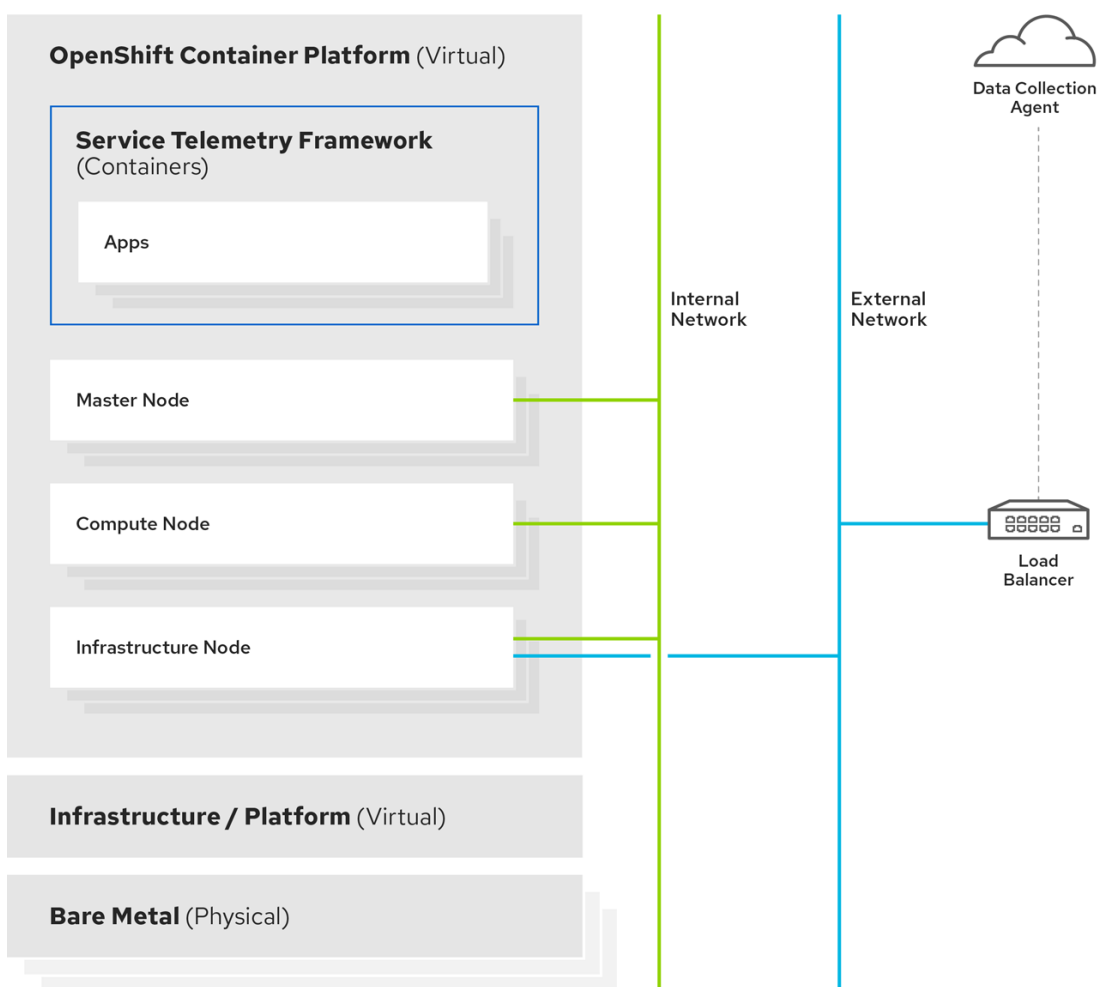 OpenShift Container Platform (Virtual)
Service Telemetry Framework
(Containers)
Apps
Master Node
Compute Node
Infrastructure Node
Infrastructure / Platform (Virtual)
Bare Metal (Physical)
Internal
Network
External
Network
Data Collection
Agent
Load
Balancer